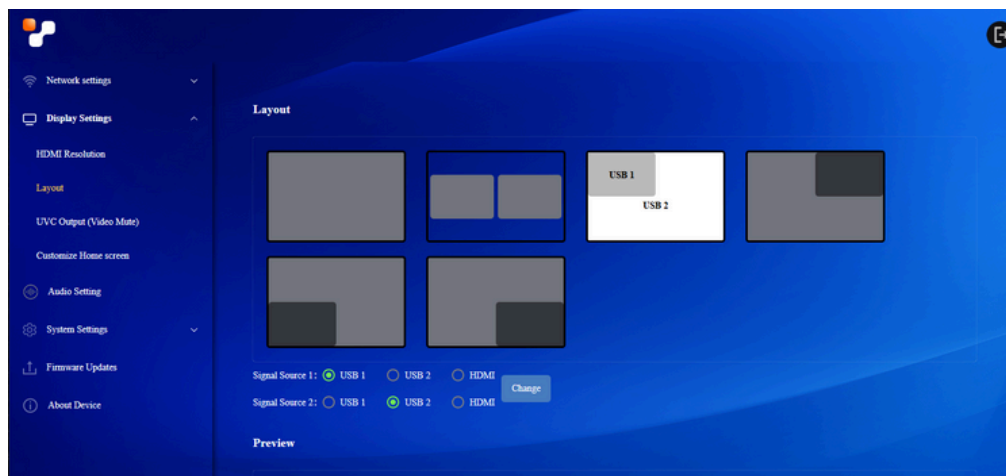 Network settings
Display Settings
HDMI Resolution
Layout
UVC Output (Video Mute)
Customize Home screen
Audio Setting
System Settings
Firmware Updates
About Device
Layout
USB 1
USB 2
Signal Source 1: USB 1 USB 2 HDMI
Change
Signal Source 2: USB 1 USB 2 HDMI
Preview